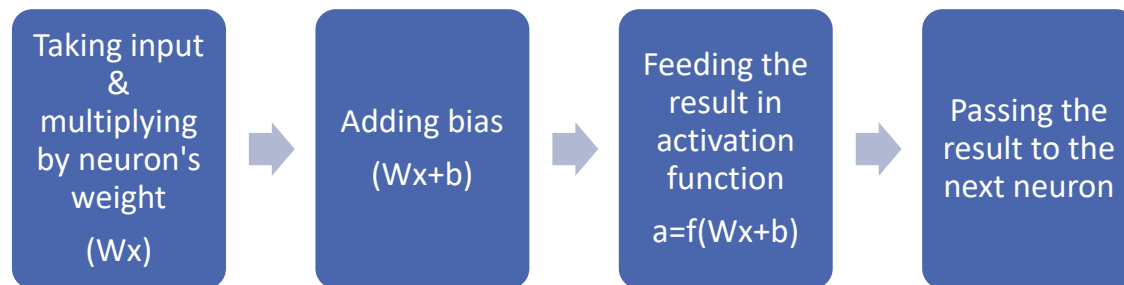 Taking input
&
multiplying
by neuron's
weight
(Wx)
Adding bias
(Wx+b)
Feeding the
result in
activation
function
a=f(Wx+b)
Passing the
result to the
next neuron